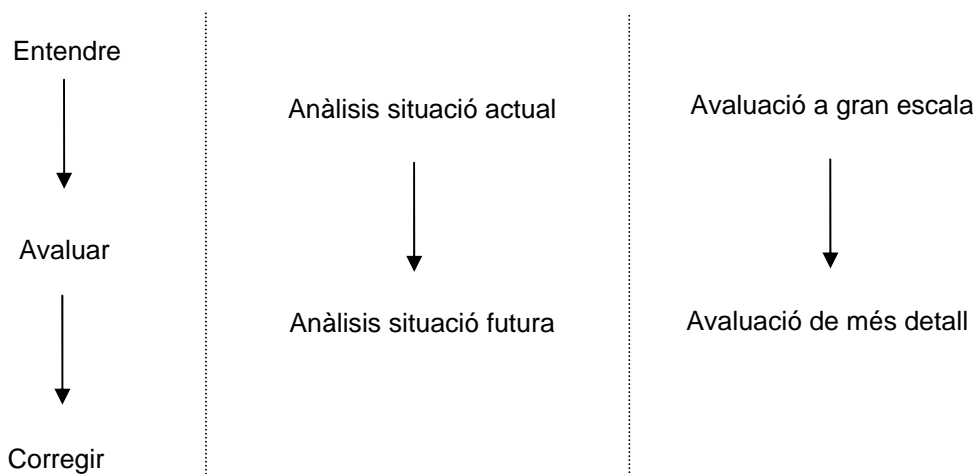 Entendre
Avaluar
Corregir
Anàlisis situació actual
Anàlisis situació futura
Avaluació a gran escala
Avaluació de més detall